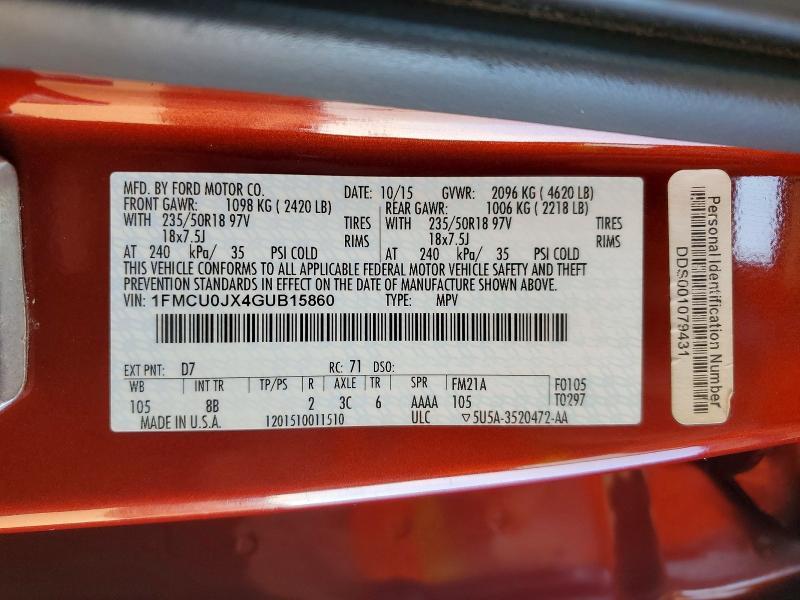 MFD. BY FORD MOTOR CO. DATE: 10/15 GVWR: 2096 KG ( 4620 LB)
FRONT GAWR: 1098 KG ( 2420 LB) REAR GAWR: 1006 KG ( 2218 LB)
WITH 235/50R18 97V TIRES WITH 235/50R18 97V TIRES
18x7.5J RIMS 18x7.5J RIMS
AT 240 kPa/ 35 PSI COLD AT 240 kPa/ 35 PSI COLD
THIS VEHICLE CONFORMS TO ALL APPLICABLE FEDERAL MOTOR VEHICLE SAFETY AND THEFT
PREVENTION STANDARDS IN EFFECT ON THE DATE OF MANUFACTURE SHOWN ABOVE.
VIN: 1FMCU0JX4GUB15860 TYPE: MPV
EXT PNT: D7 RC: 71 DSO:
WB INT TR TP/PS R AXLE TR SPR FM21A F0105
105 8B 2 3C 6 AAAA 105 T0297
MADE IN U.S.A. 1201510011510 ULC ▽5U5A-3520472-AA
Personal Identification Number
DDS001079431